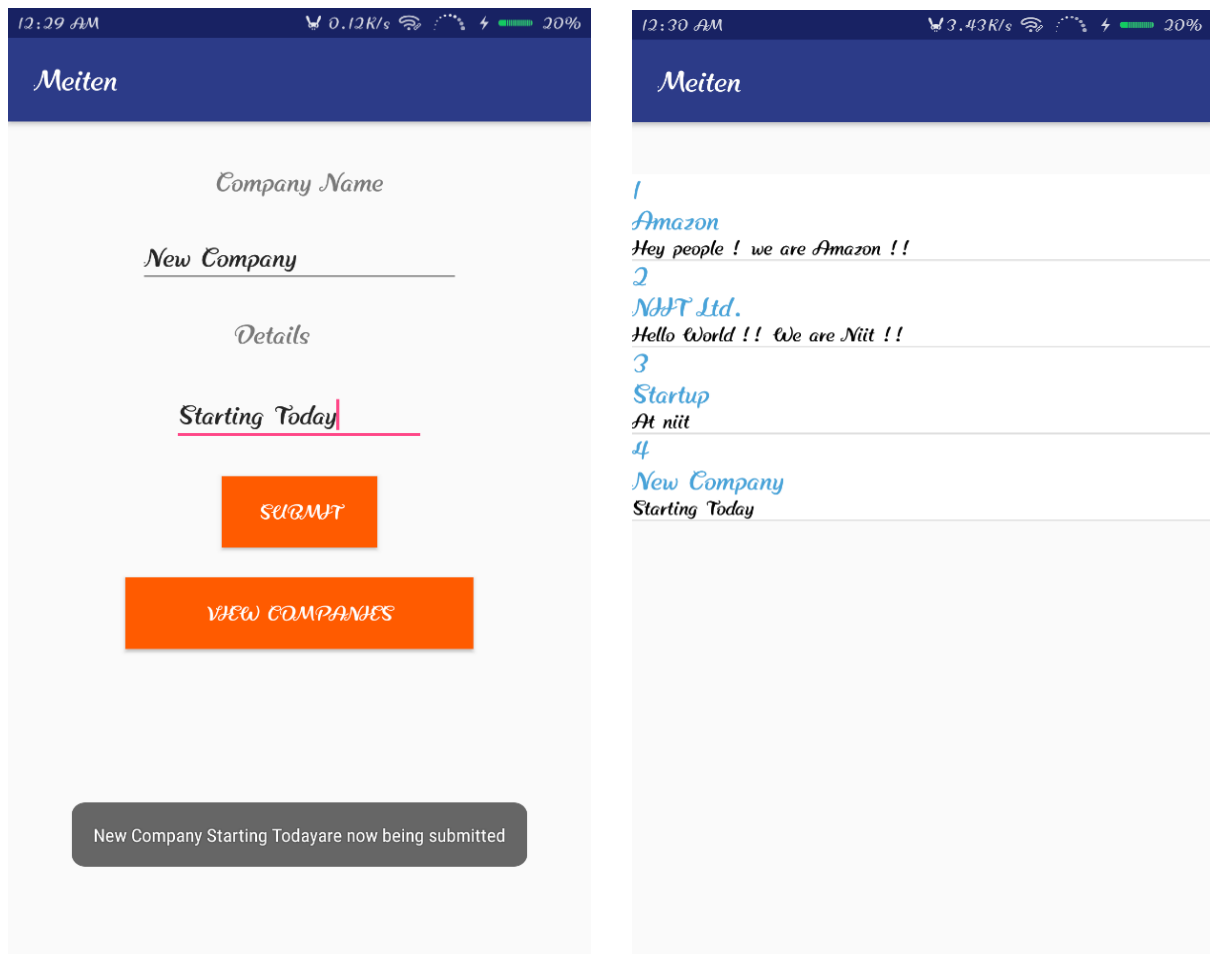 12:29 AM 0.12K/s 20%
Meiten
Company Name
New Company
Details
Starting Today
SUBMIT
VIEW COMPANIES
New Company Starting Todayare now being submitted
12:30 AM 3.43K/s 20%
Meiten
1
Amazon
Hey people ! we are Amazon ! !
2
NIIT Ltd.
Hello World ! ! We are Niit ! !
3
Startup
At niit
4
New Company
Starting Today